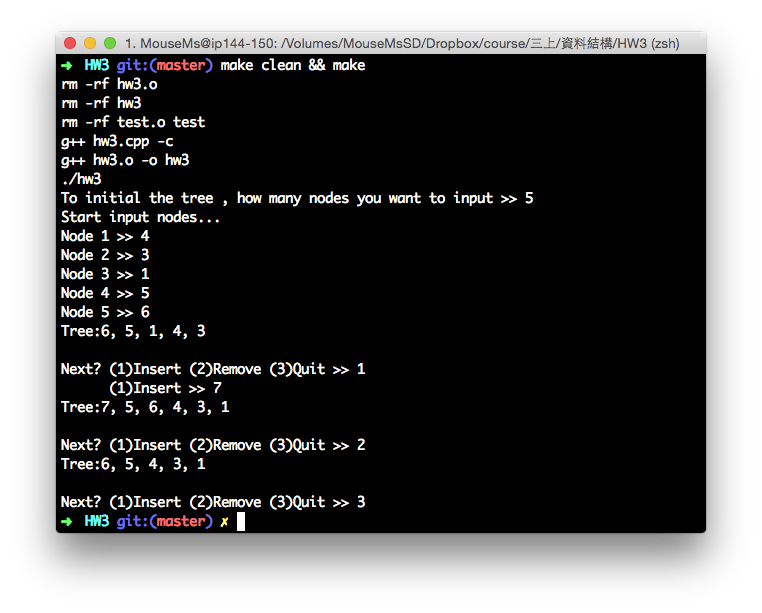 1. MouseMs@ip144-150: /Volumes/MouseMsSD/Dropbox/course/三上/資料結構/HW3 (zsh)
➜ HW3 git:(master) make clean && make
rm -rf hw3.o
rm -rf hw3
rm -rf test.o test
g++ hw3.cpp -c
g++ hw3.o -o hw3
./hw3
To initial the tree , how many nodes you want to input >> 5
Start input nodes...
Node 1 >> 4
Node 2 >> 3
Node 3 >> 1
Node 4 >> 5
Node 5 >> 6
Tree:6, 5, 1, 4, 3
Next? (1)Insert (2)Remove (3)Quit >> 1
(1)Insert >> 7
Tree:7, 5, 6, 4, 3, 1
Next? (1)Insert (2)Remove (3)Quit >> 2
Tree:6, 5, 4, 3, 1
Next? (1)Insert (2)Remove (3)Quit >> 3
➜ HW3 git:(master) ✗